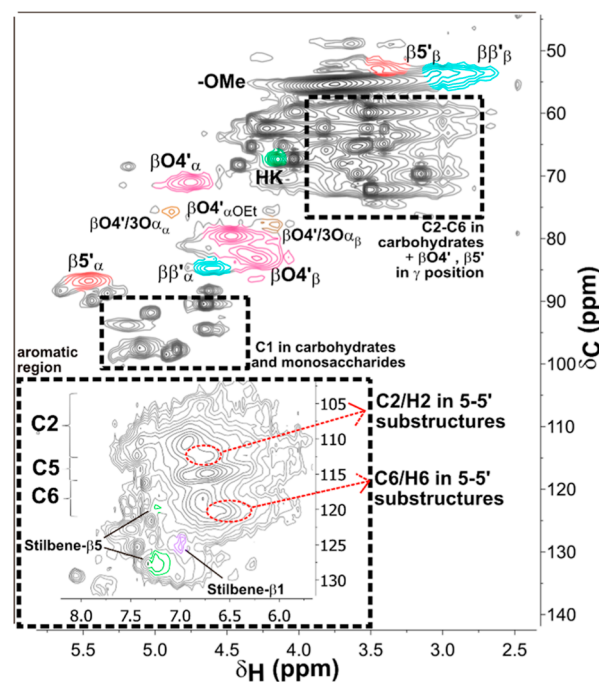 50
60
70
80
90
100
110
120
130
140
δC (ppm)
β5'β
ββ'β
-OMe
HK
βO4'α
βO4'αOEt
βO4'/3Oαα
βO4'/3Oαβ
C2-C6 in
carbohydrates
+ βO4' , β5'
in γ position
β5'α
ββ'α
βO4'β
C1 in carbohydrates
and monosaccharides
aromatic
region
C2
C5
C6
105
110
115
120
125
130
C2/H2 in 5-5'
substructures
C6/H6 in 5-5'
substructures
Stilbene-β5
Stilbene-β1
8.0 7.5 7.0 6.5 6.0
5.5 5.0 4.5 4.0 3.5 3.0 2.5
δH (ppm)